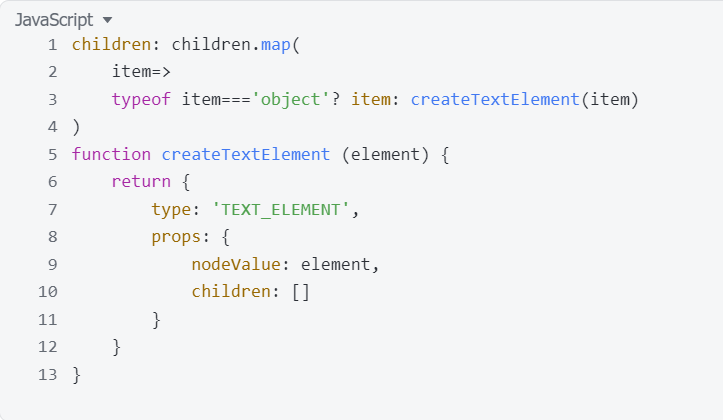 JavaScript
1 children: children.map(
2     item=>
3     typeof item==='object'? item: createTextElement(item)
4 )
5 function createTextElement (element) {
6     return {
7         type: 'TEXT_ELEMENT',
8         props: {
9             nodeValue: element,
10             children: []
11         }
12     }
13 }